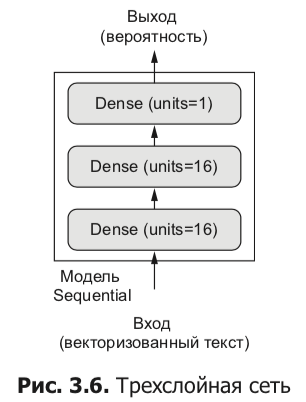 Выход
(вероятность)
Dense (units=1)
Dense (units=16)
Dense (units=16)
Модель
Sequential
Вход
(векторизованный текст)
Рис. 3.6. Трехслойная сеть